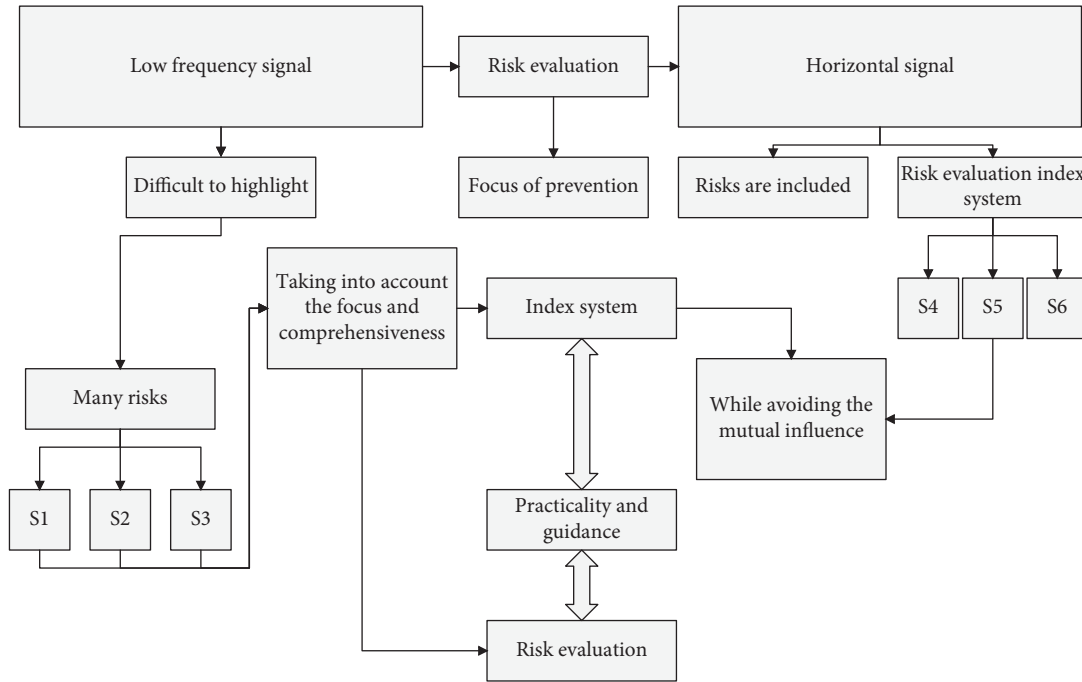 Low frequency signal
Risk evaluation
Horizontal signal
Difficult to highlight
Focus of prevention
Risks are included
Risk evaluation index
system
Taking into account
the focus and
comprehensiveness
Index system
S4
S5
S6
Many risks
While avoiding the
mutual influence
S1
S2
S3
Practicality and
guidance
Risk evaluation